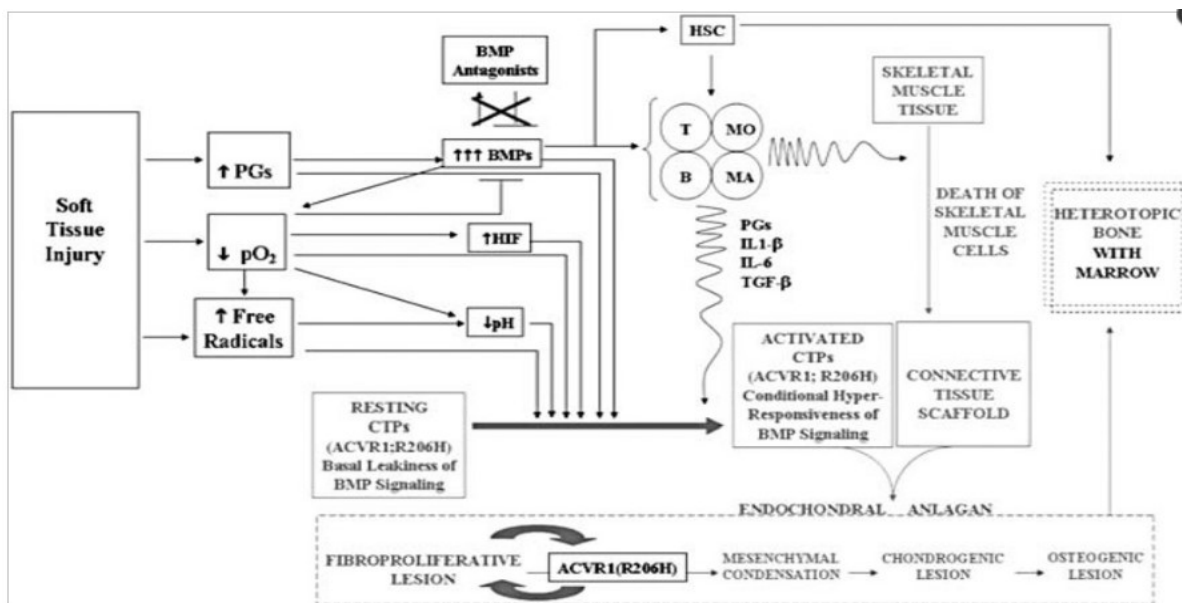 BMP
Antagonists
HSC
SKELETAL
MUSCLE
TISSUE
Soft
Tissue
Injury
↑ PGs
↑↑↑ BMPs
T
MO
B
MA
↓ pO₂
↑HIF
↑ Free
Radicals
↓pH
PGs
IL1-β
IL-6
TGF-β
DEATH OF
SKELETAL
MUSCLE
CELLS
HETEROTOPIC
BONE
WITH
MARROW
RESTING
CTPs
(ACVR1;R206H)
Basal Leakiness of
BMP Signaling
ACTIVATED
CTPs
(ACVR1; R206H)
Conditional Hyper-
Responsiveness of
BMP Signaling
CONNECTIVE
TISSUE
SCAFFOLD
ENDOCHONDRAL ANLAGAN
FIBROPROLIFERATIVE
LESION
ACVR1(R206H)
MESENCHYMAL
CONDENSATION
CHONDROGENIC
LESION
OSTEOGENIC
LESION